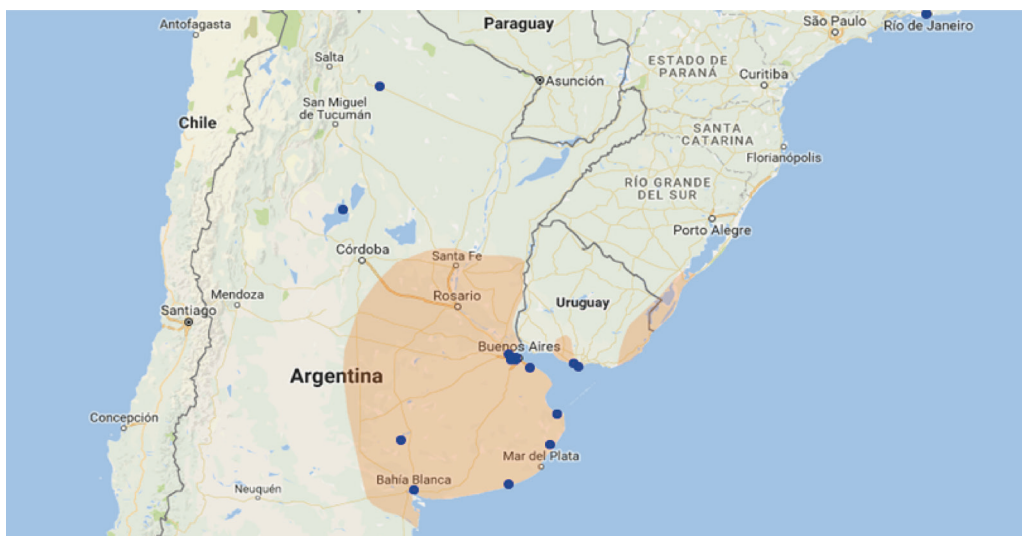 Antofagasta
Paraguay
São Paulo
Río de Janeiro
Salta
Asunción
ESTADO DE
PARANÁ
Curitiba
San Miguel
de Tucumán
Chile
SANTA
CATARINA
Florianópolis
RÍO GRANDE
DEL SUR
Porto Alegre
Córdoba
Santa Fe
Mendoza
Rosario
Uruguay
Santiago
Buenos Aires
Argentina
Concepción
Mar del Plata
Bahía Blanca
Neuquén